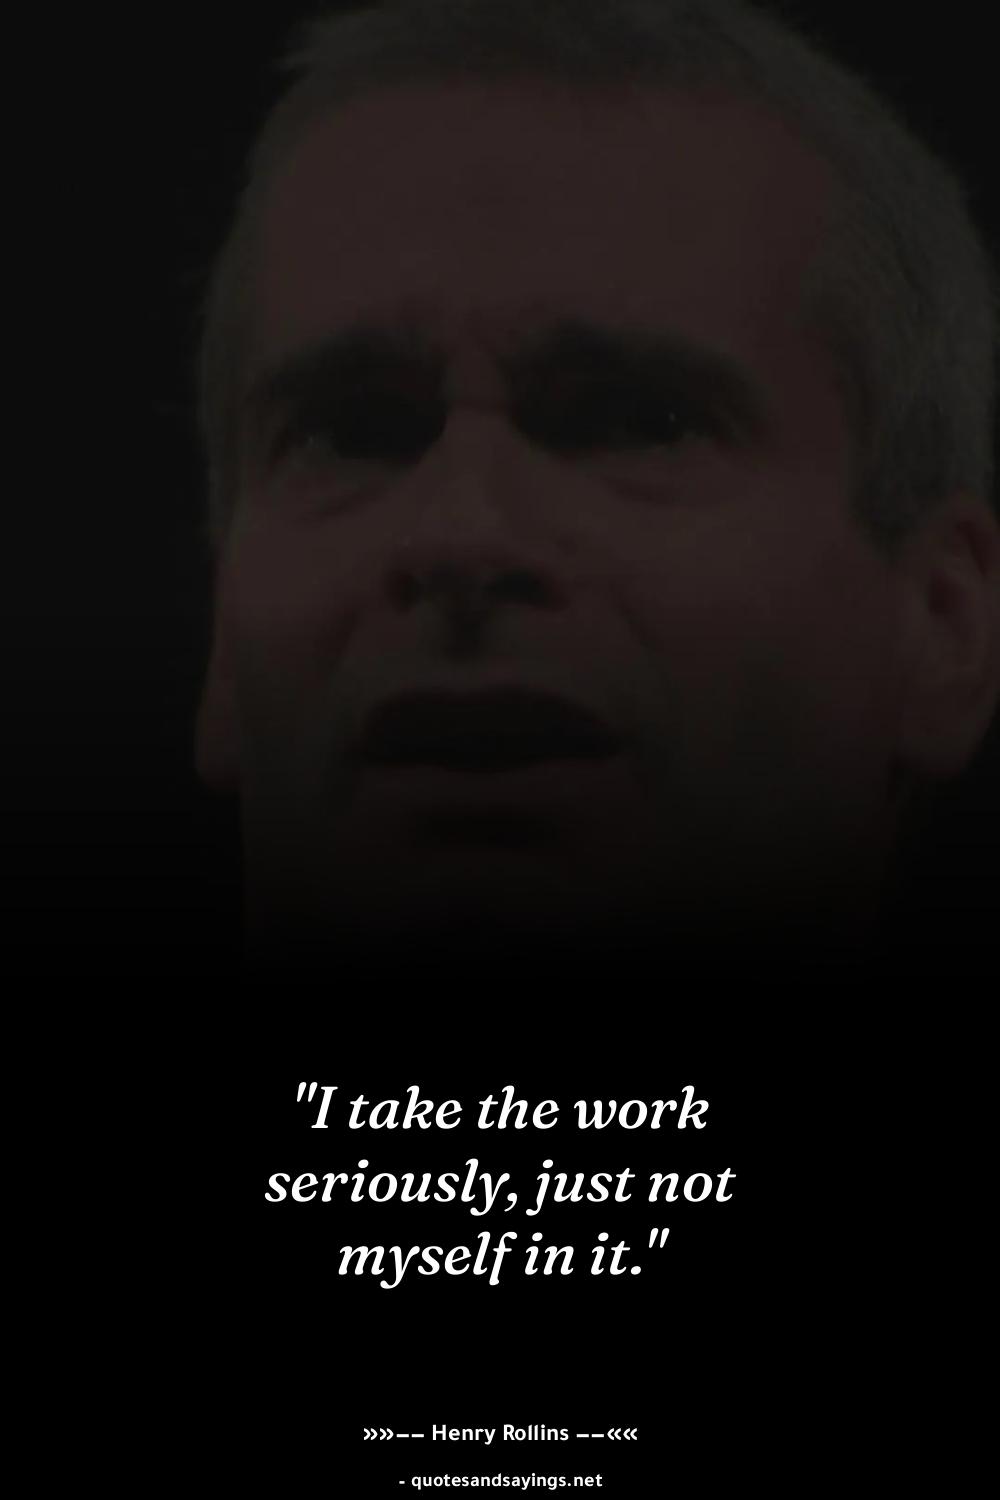 "I take the work
seriously, just not
myself in it."
»»−− Henry Rollins −−««
- quotesandsayings.net